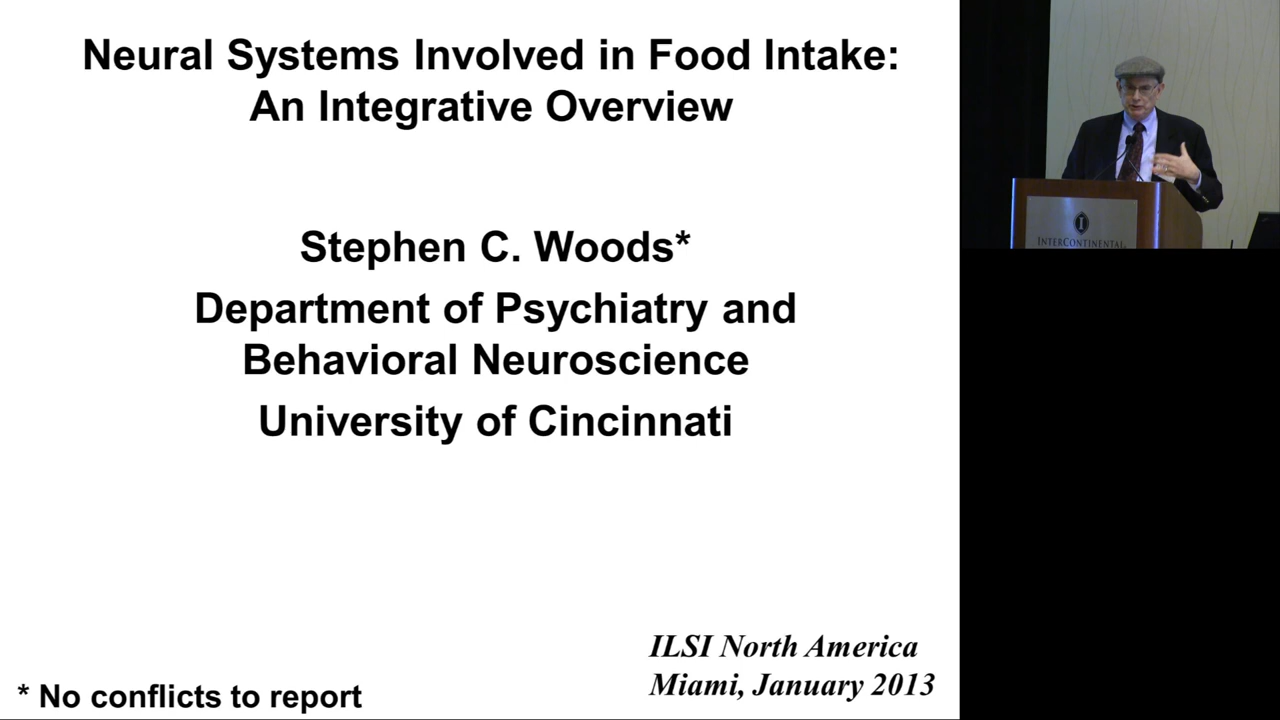 Neural Systems Involved in Food Intake:
An Integrative Overview
Stephen C. Woods*
Department of Psychiatry and
Behavioral Neuroscience
University of Cincinnati
ILSI North America
Miami, January 2013
* No conflicts to report
I
INTERCONTINENTAL